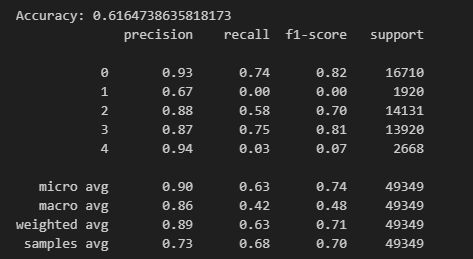 Accuracy: 0.6164738635818173
precision recall f1-score support
0 0.93 0.74 0.82 16710
1 0.67 0.00 0.00 1920
2 0.88 0.58 0.70 14131
3 0.87 0.75 0.81 13920
4 0.94 0.03 0.07 2668
micro avg 0.90 0.63 0.74 49349
macro avg 0.86 0.42 0.48 49349
weighted avg 0.89 0.63 0.71 49349
samples avg 0.73 0.68 0.70 49349